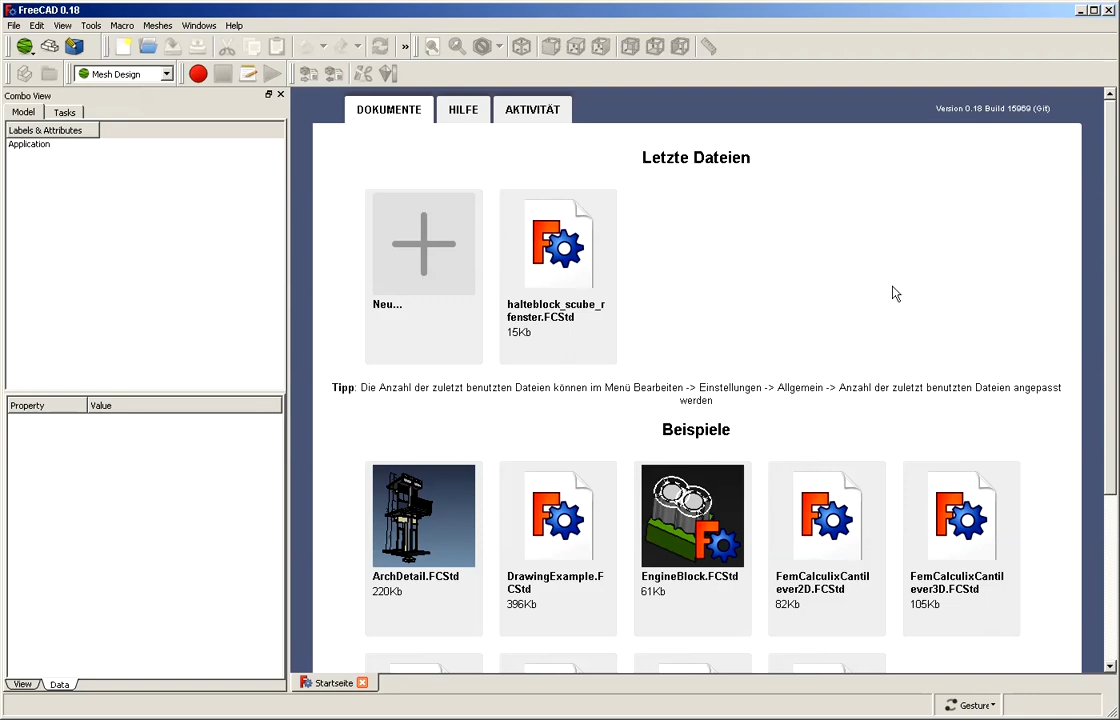 FreeCAD 0.18
File Edit View Tools Macro Meshes Windows Help
Mesh Design
Combo View
Model Tasks
Labels & Attributes
Application
Property Value
View Data
DOKUMENTE HILFE AKTIVITÄT
Version 0.18 Build 15969 (Git)
Letzte Dateien
Neu...
halteblock_scube_r
fenster.FCStd
15Kb
Tipp: Die Anzahl der zuletzt benutzten Dateien können im Menü Bearbeiten -> Einstellungen -> Allgemein -> Anzahl der zuletzt benutzten Dateien angepasst
werden
Beispiele
ArchDetail.FCStd
220Kb
DrawingExample.F
CStd
396Kb
EngineBlock.FCStd
61Kb
FemCalculixCantil
ever2D.FCStd
82Kb
FemCalculixCantil
ever3D.FCStd
105Kb
Startseite
Gesture